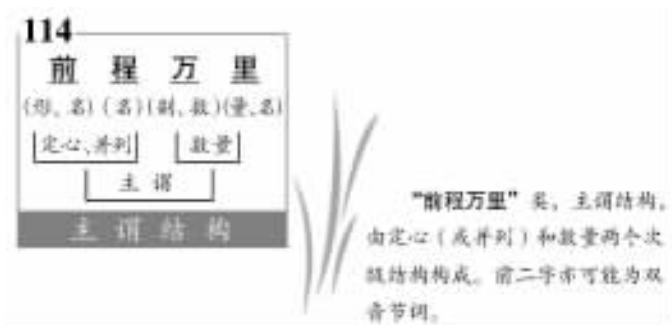 114
前 程 万 里
(形、名)(名)(副、数)(量、名)
定心、并列 数量
主 谓
主 谓 结 构
“前程万里”类，主谓结构，
由定心（或并列）和数量两个次
级结构构成。前二字亦可能为双
音节词。